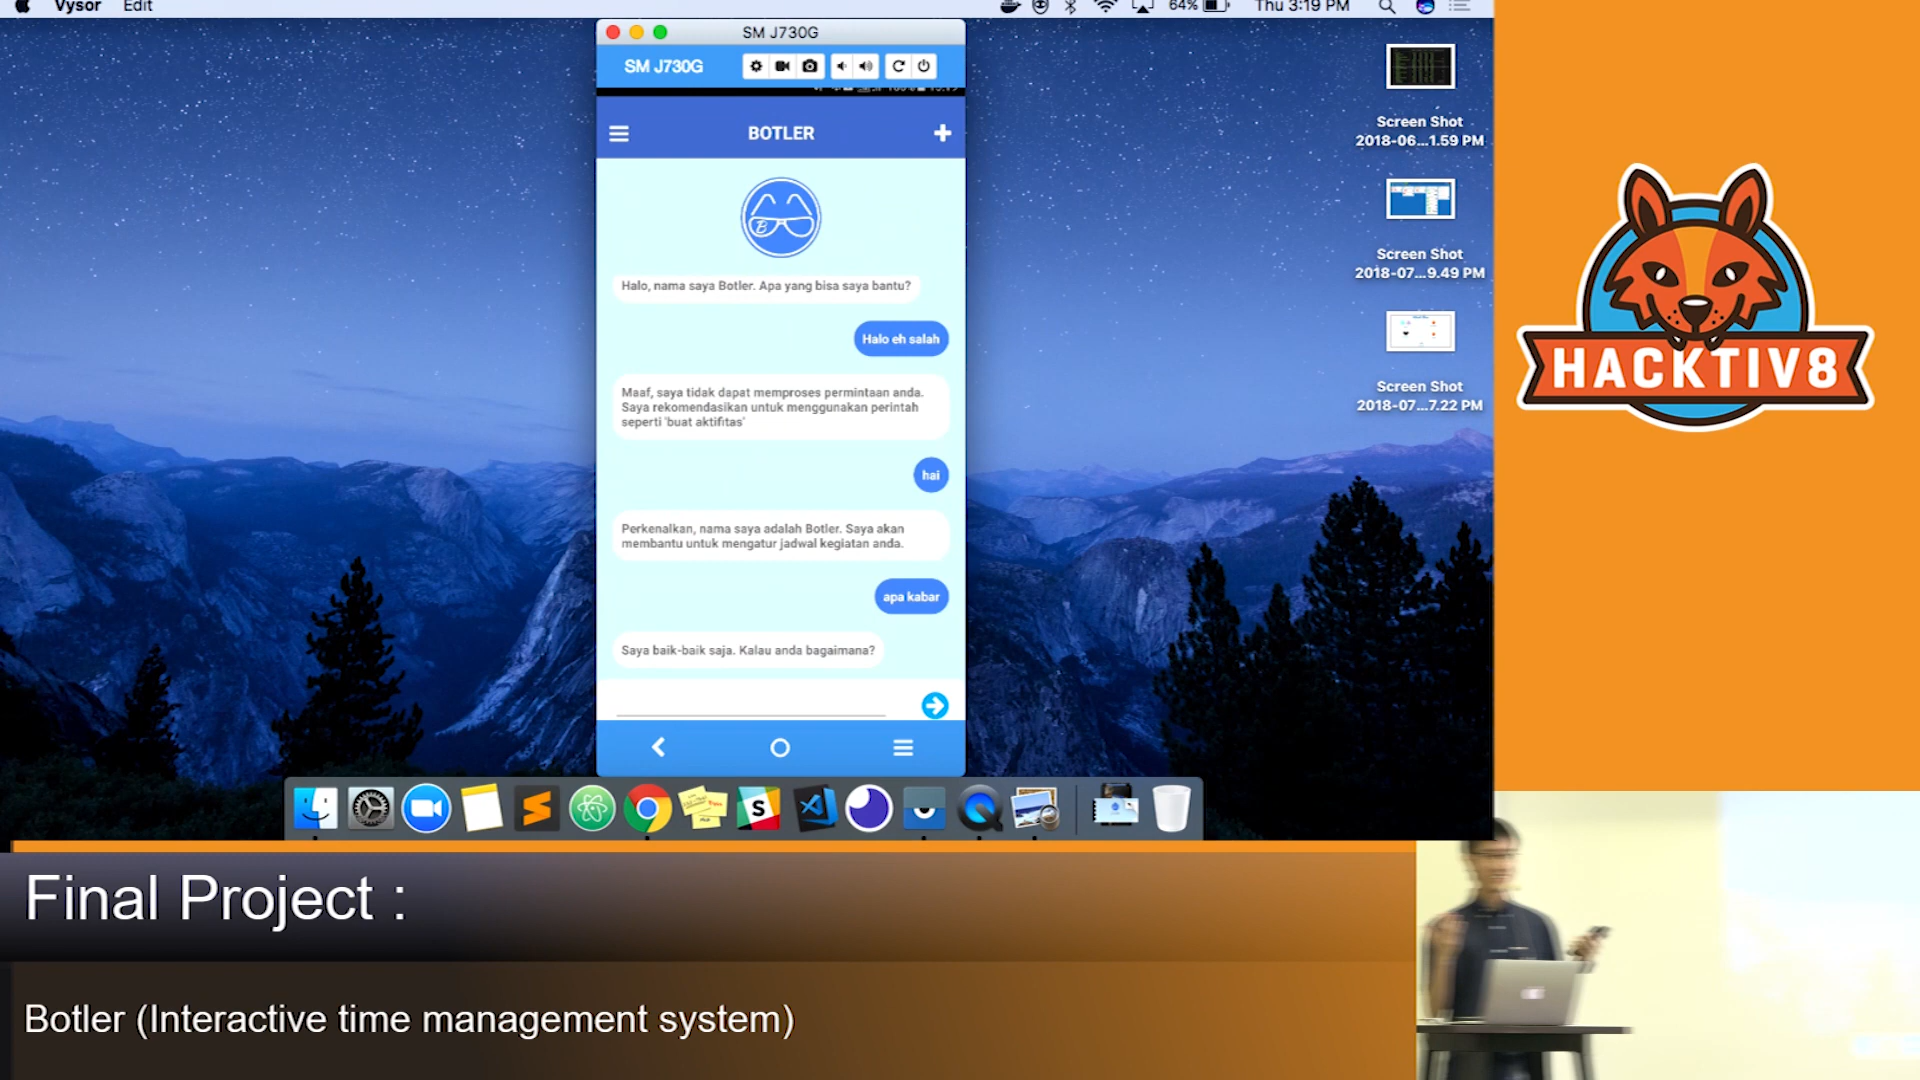 Vysor Edit
64% Thu 3:19 PM
SM J730G
SM J730G
BOTLER
B
Halo, nama saya Botler. Apa yang bisa saya bantu?
Halo eh salah
Maaf, saya tidak dapat memproses permintaan anda.
Saya rekomendasikan untuk menggunakan perintah
seperti 'buat aktifitas'
hai
Perkenalkan, nama saya adalah Botler. Saya akan
membantu untuk mengatur jadwal kegiatan anda.
apa kabar
Saya baik-baik saja. Kalau anda bagaimana?
Screen Shot
2018-06...1.59 PM
Screen Shot
2018-07...9.49 PM
Screen Shot
2018-07...7.22 PM
HACKTIV8
S
Final Project :
Botler (Interactive time management system)